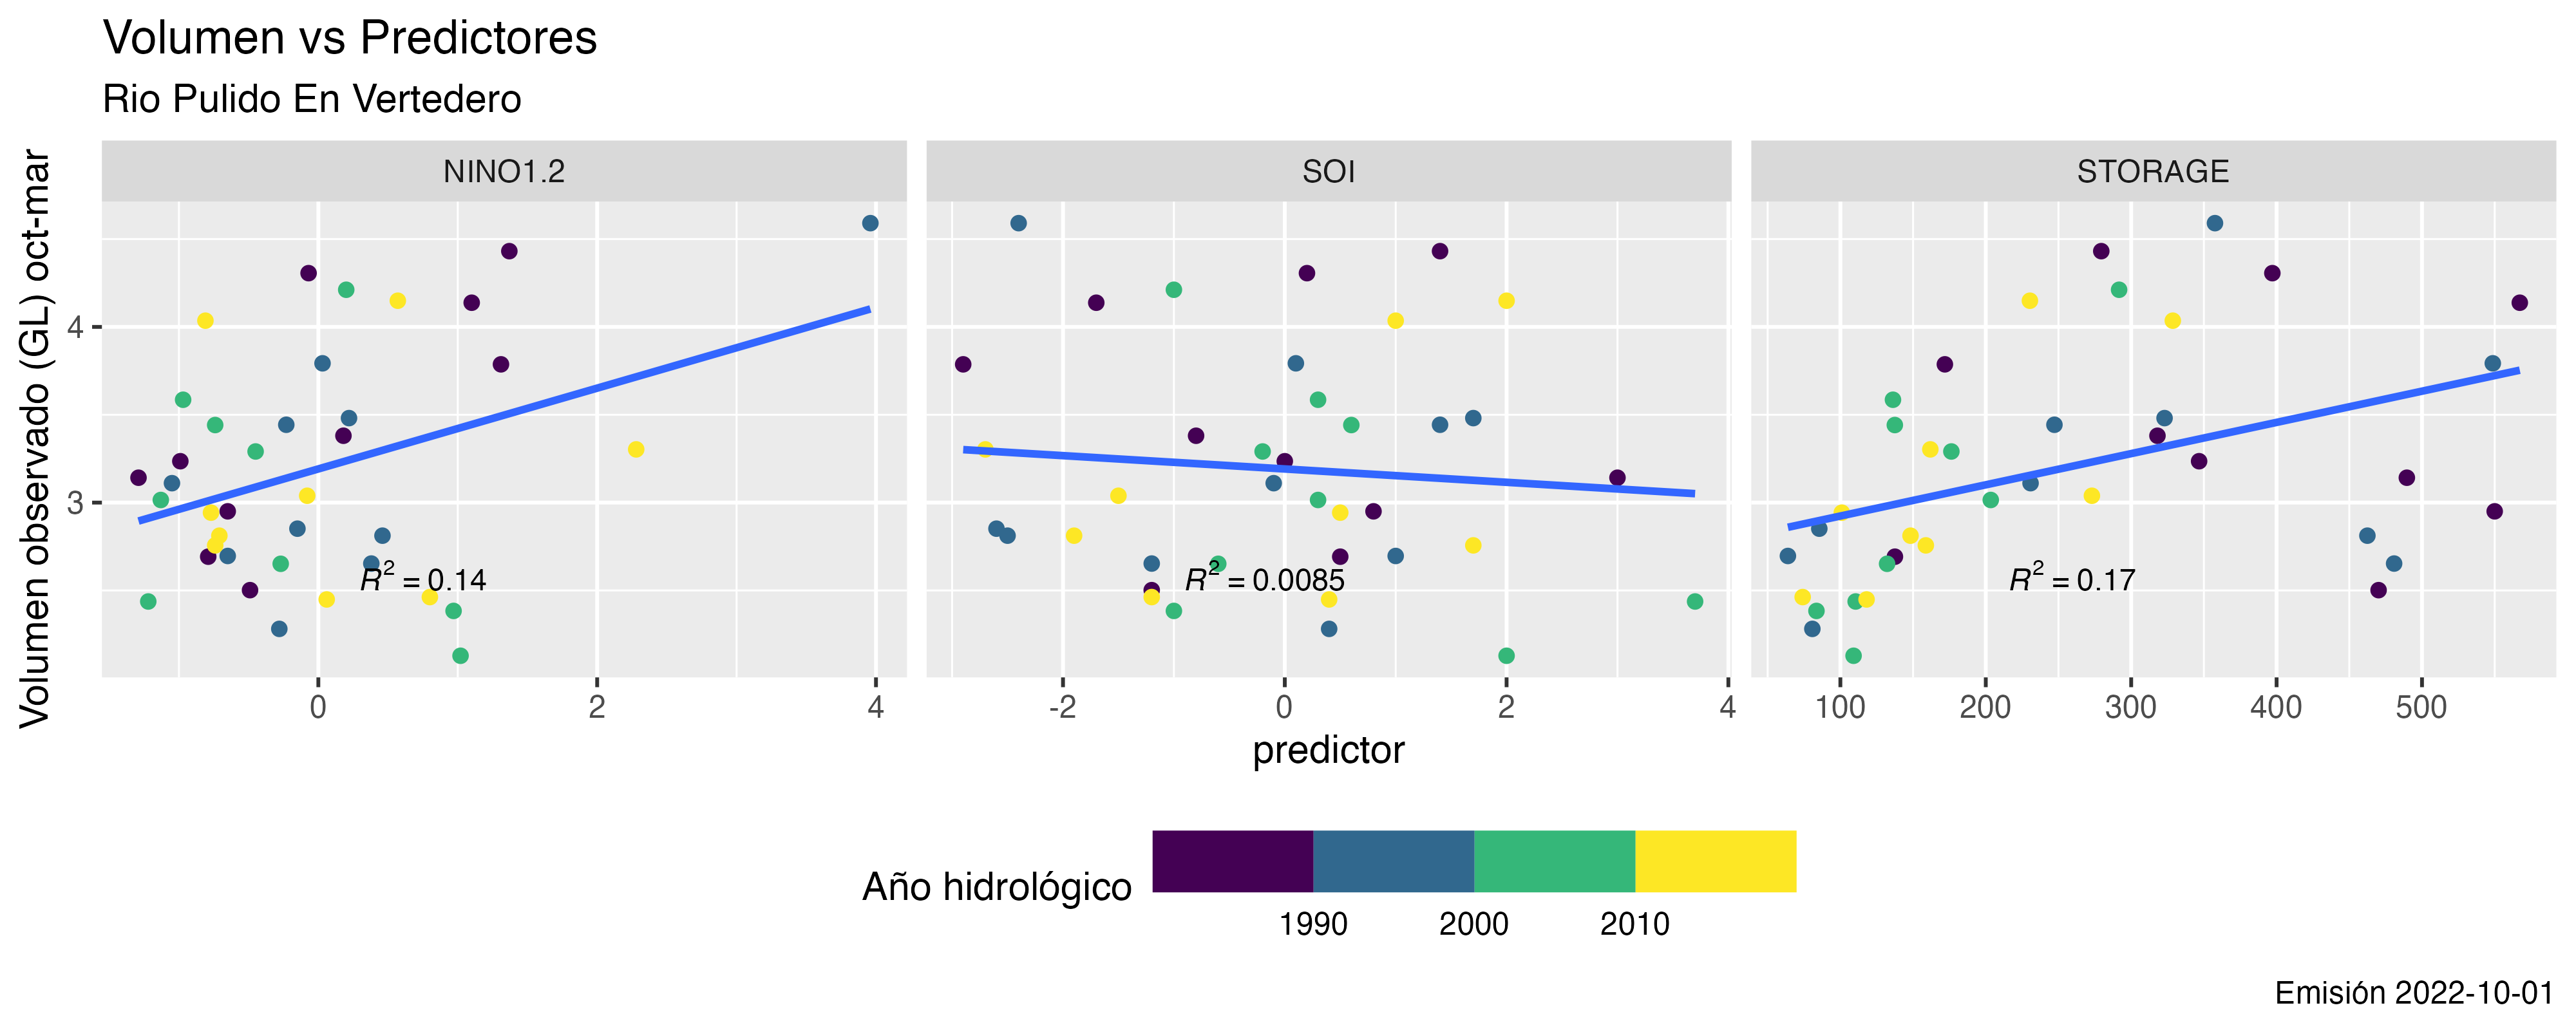 Volumen vs Predictores
Rio Pulido En Vertedero
NINO1.2 SOI STORAGE
Volumen observado (GL) oct-mar
4
3
R² = 0.14 R² = 0.0085 R² = 0.17
0 2 4 -2 0 2 4 100 200 300 400 500
predictor
Año hidrológico
1990 2000 2010
Emisión 2022-10-01